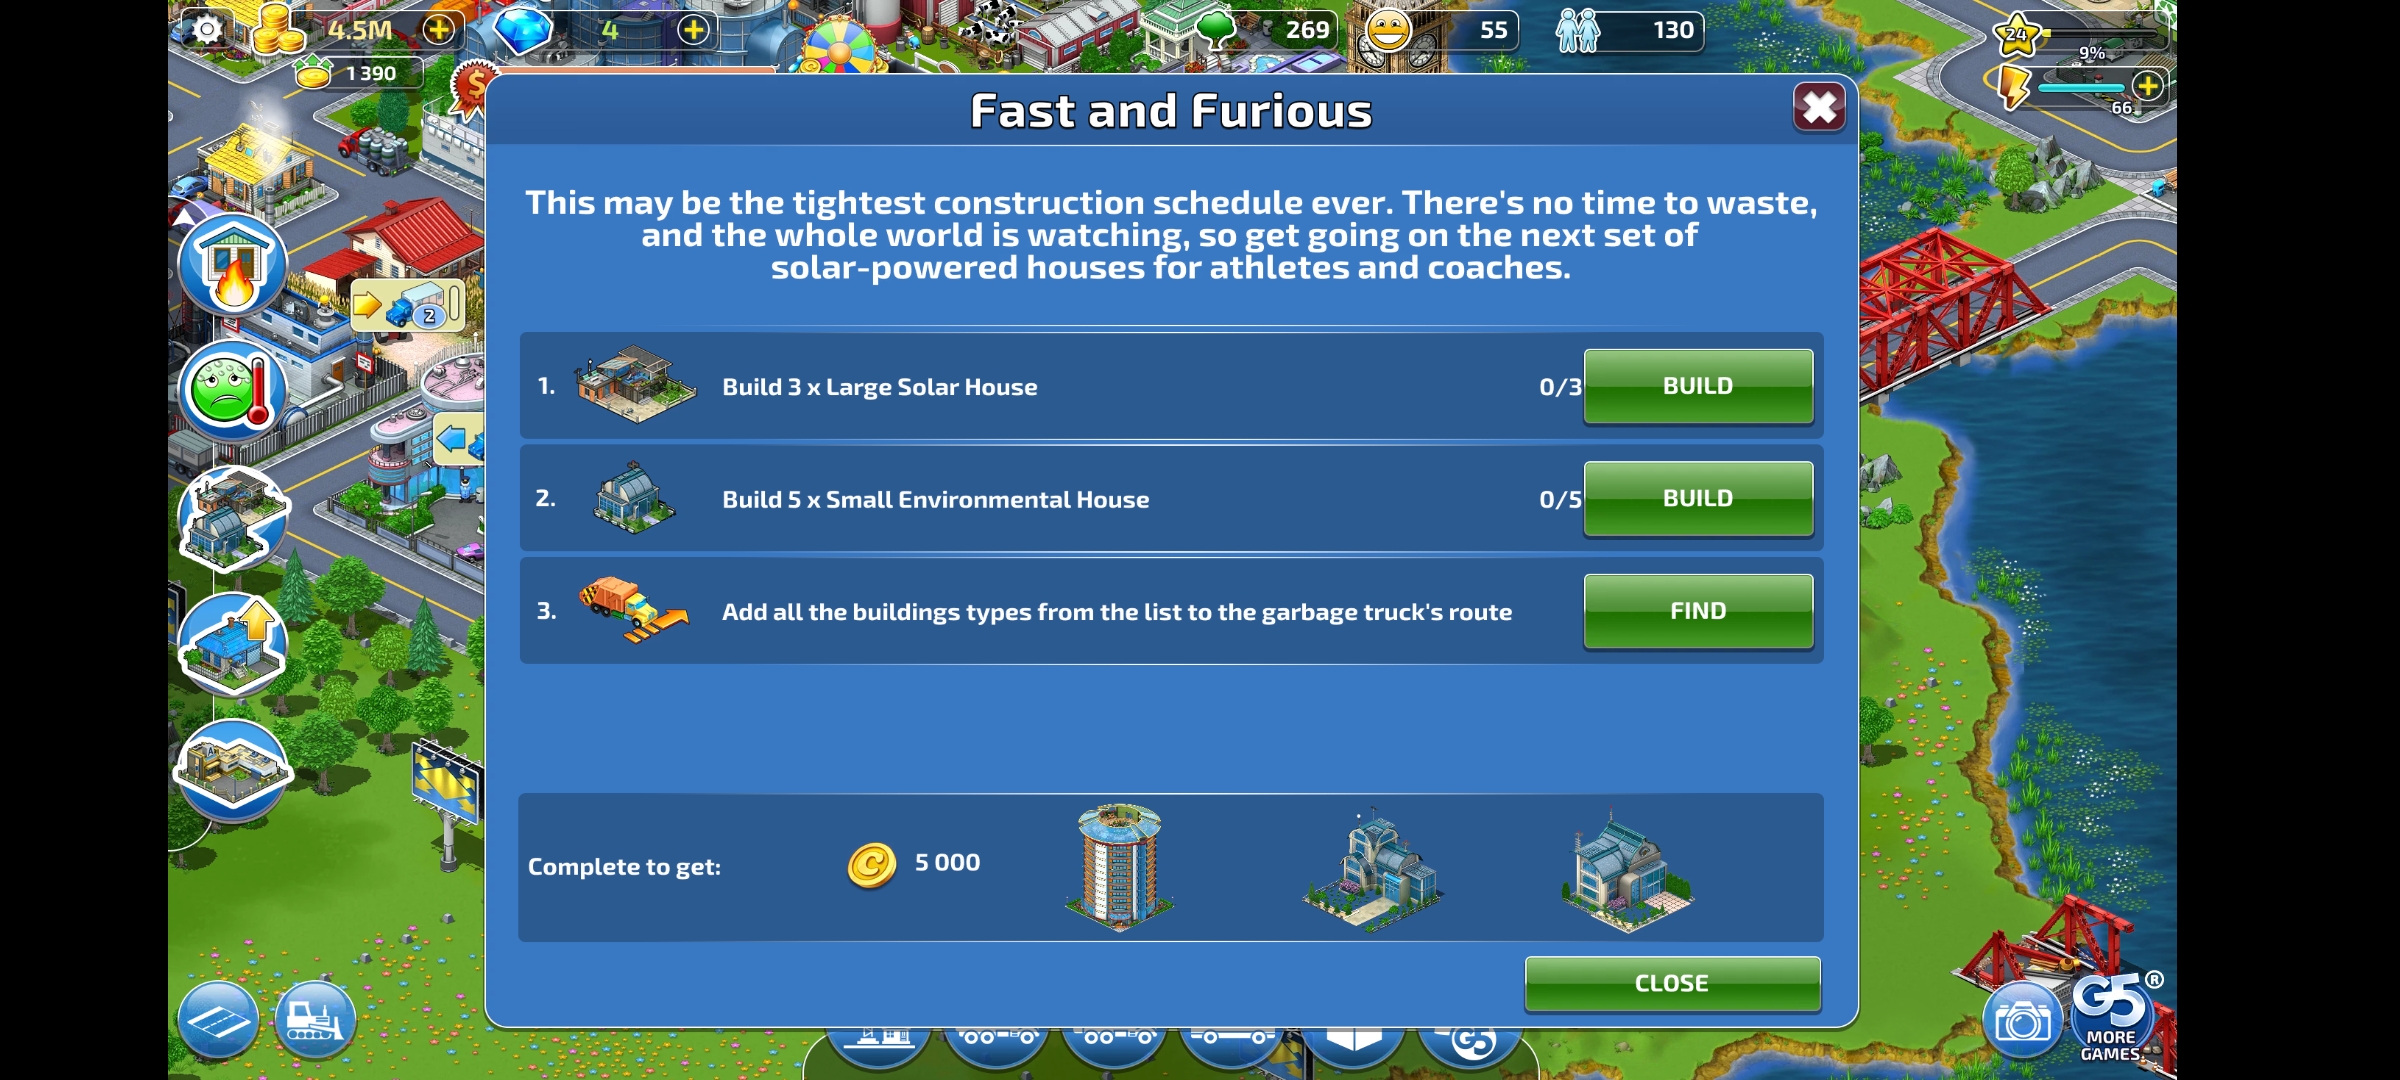 4.5M
4
269
55
130
24
9%
1 390
66
Fast and Furious
This may be the tightest construction schedule ever. There's no time to waste,
and the whole world is watching, so get going on the next set of
solar-powered houses for athletes and coaches.
2
1.
Build 3 x Large Solar House
0/3
BUILD
2.
Build 5 x Small Environmental House
0/5
BUILD
3.
Add all the buildings types from the list to the garbage truck's route
FIND
Complete to get:
5 000
CLOSE
G5
G5®
MORE
GAMES